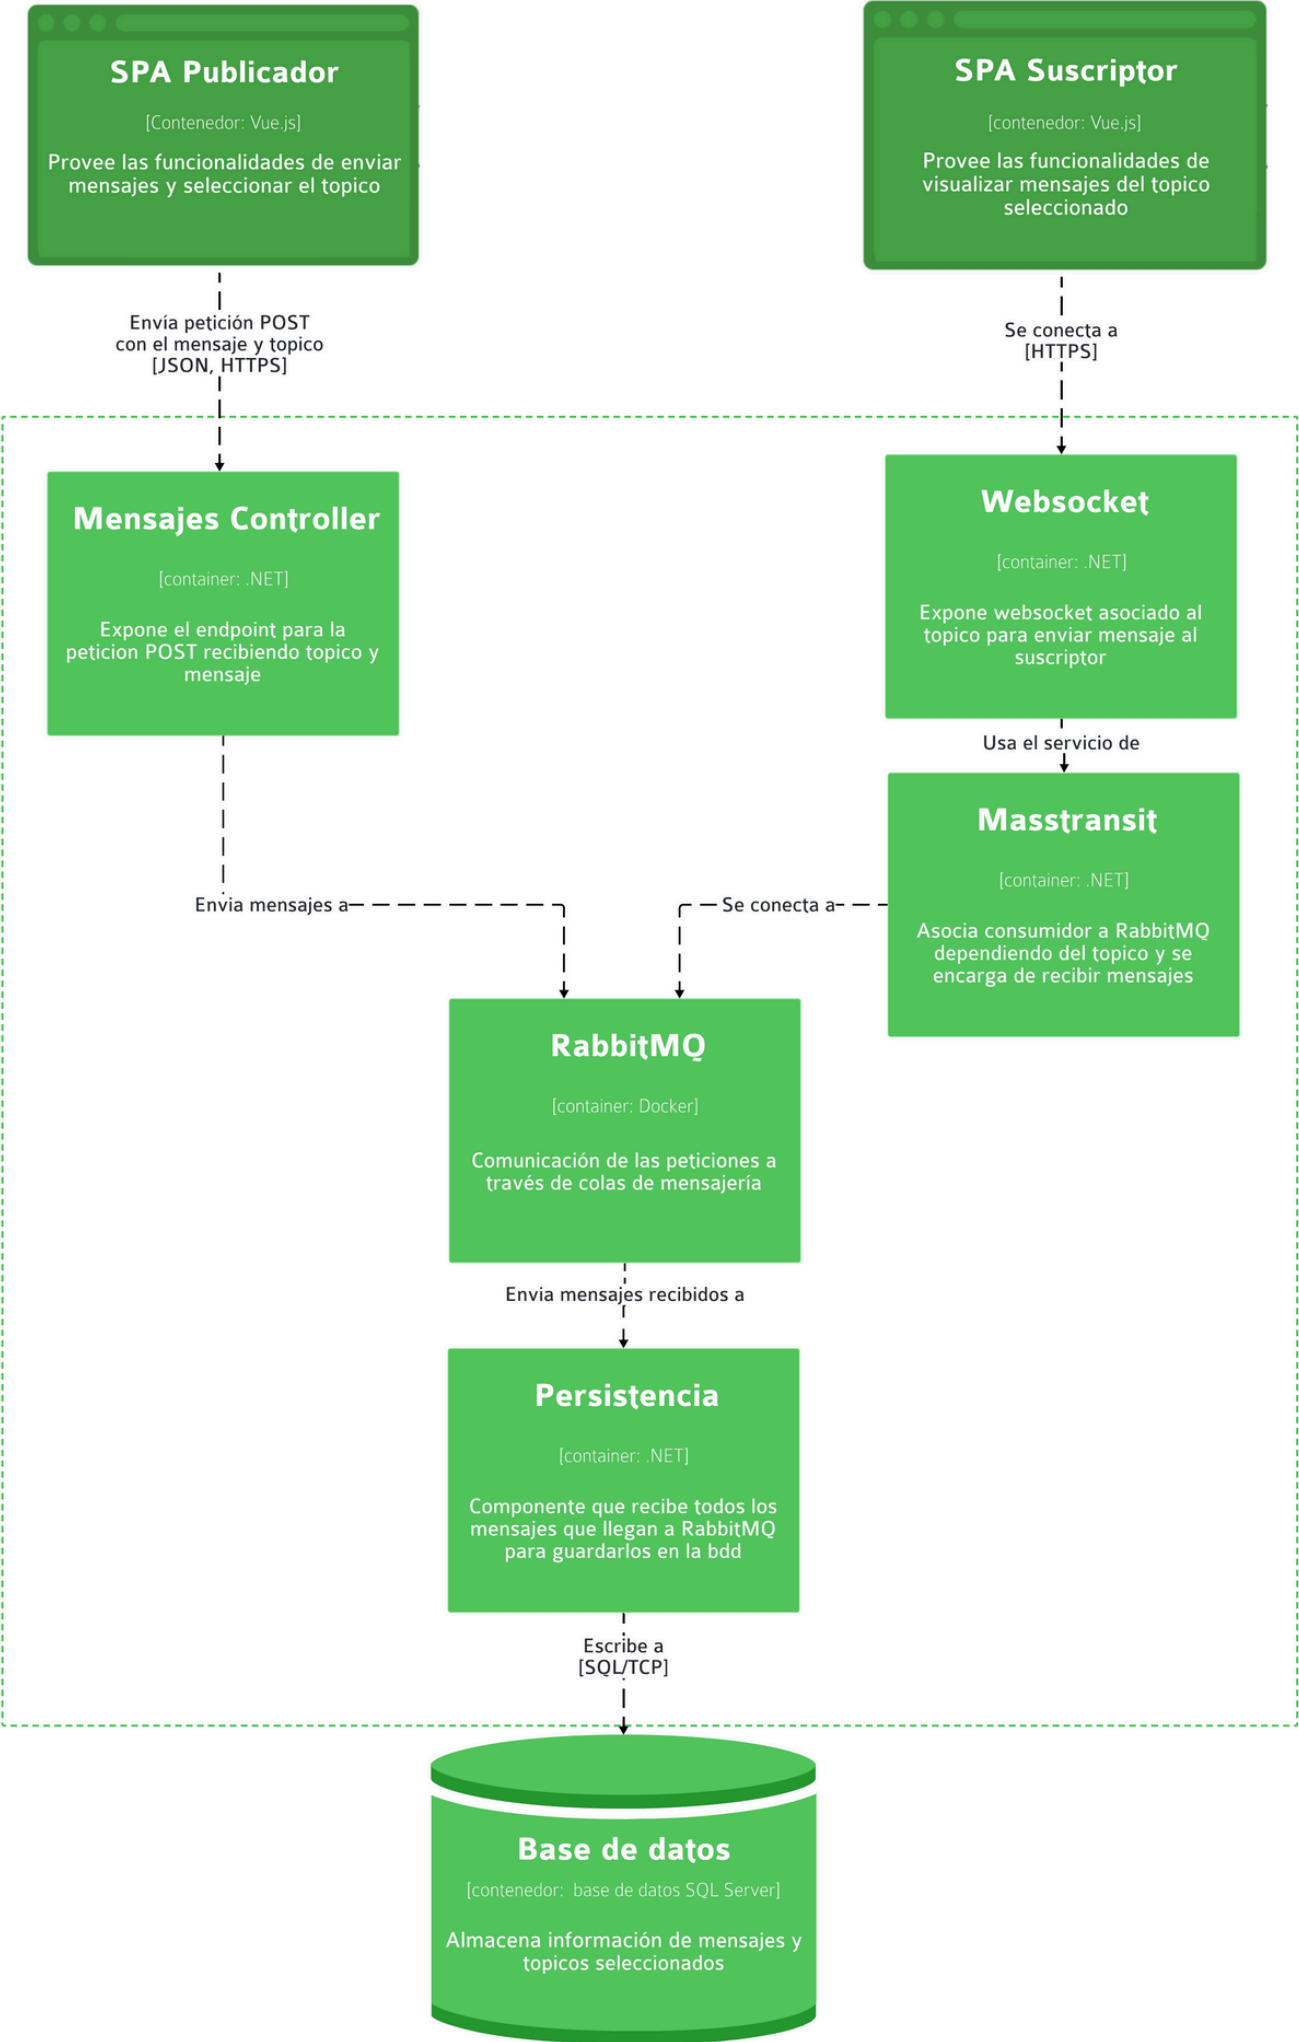 SPA Publicador
[Contenedor: Vue.js]
Provee las funcionalidades de enviar
mensajes y seleccionar el topico
SPA Suscriptor
[contenedor: Vue.js]
Provee las funcionalidades de
visualizar mensajes del topico
seleccionado
Envía petición POST
con el mensaje y topico
[JSON, HTTPS]
Se conecta a
[HTTPS]
Mensajes Controller
[container: .NET]
Expone el endpoint para la
peticion POST recibiendo topico y
mensaje
Websocket
[container: .NET]
Expone websocket asociado al
topico para enviar mensaje al
suscriptor
Usa el servicio de
Masstransit
[container: .NET]
Asocia consumidor a RabbitMQ
dependiendo del topico y se
encarga de recibir mensajes
Envia mensajes a
Se conecta a
RabbitMQ
[container: Docker]
Comunicación de las peticiones a
través de colas de mensajería
Envia mensajes recibidos a
Persistencia
[container: .NET]
Componente que recibe todos los
mensajes que llegan a RabbitMQ
para guardarlos en la bdd
Escribe a
[SQL/TCP]
Base de datos
[contenedor: base de datos SQL Server]
Almacena información de mensajes y
topicos seleccionados